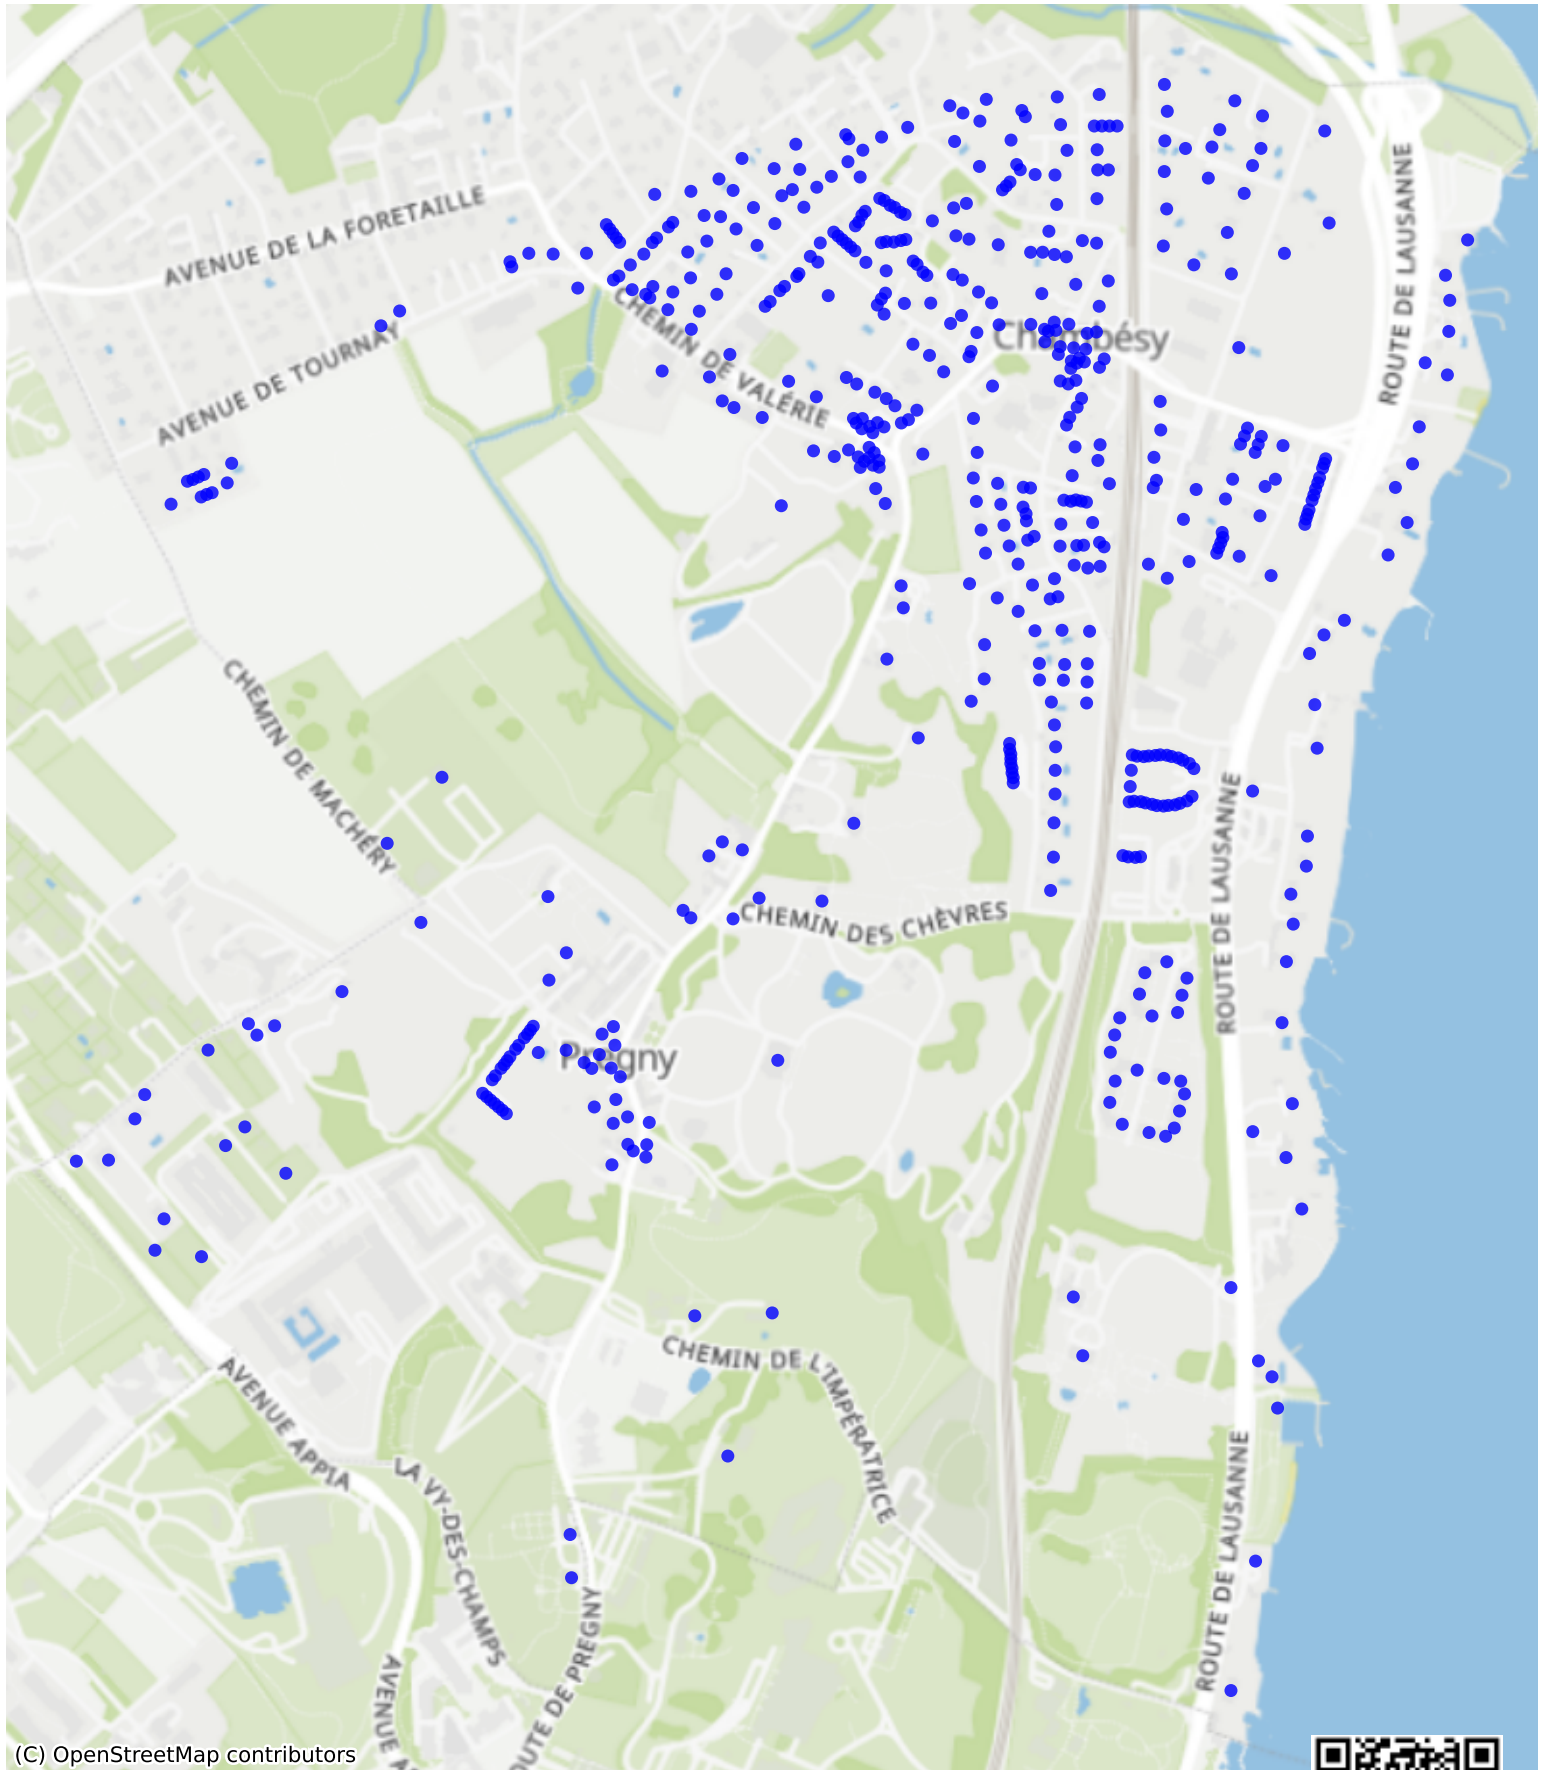 AVENUE DE LA FORETAILLE
ROUTE DE LAUSANNE
CHEMIN DE VALÉRIE
Chambésy
AVENUE DE TOURNAY
CHEMIN DE MACHÉRY
ROUTE DE LAUSANNE
CHEMIN DES CHÈVRES
Pregny
CHEMIN DE L'IMPÉRATRICE
AVENUE APPIA
LA VY-DES-CHAMPS
ROUTE DE LAUSANNE
OUTE DE PREGNY
AVENUE A
(C) OpenStreetMap contributors